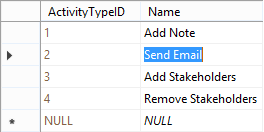 ActivityTypeID Name
1 Add Note
2 Send Email
3 Add Stakeholders
4 Remove Stakeholders
* NULL NULL